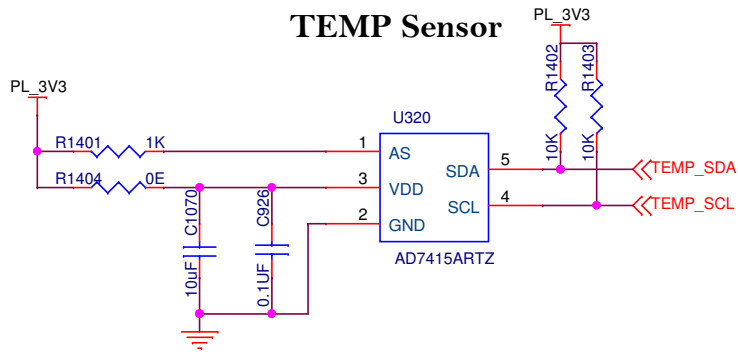 TEMP Sensor
PL_3V3
PL_3V3
R1402
R1403
10K
10K
U320
R1401 1K
R1404 0E
1 AS
3 VDD
2 GND
SDA 5
SCL 4
TEMP_SDA
TEMP_SCL
C1070
10uF
C926
0.1UF
AD7415ARTZ